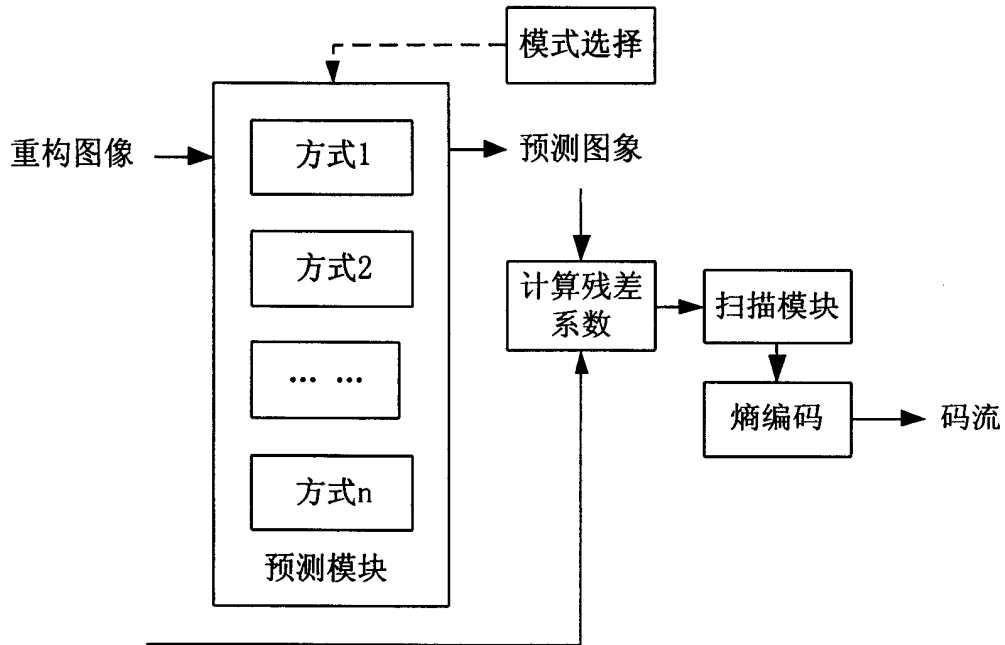 模式选择
重构图像
方式1
预测图象
方式2
计算残差
系数
扫描模块
… …
熵编码
码流
方式n
预测模块